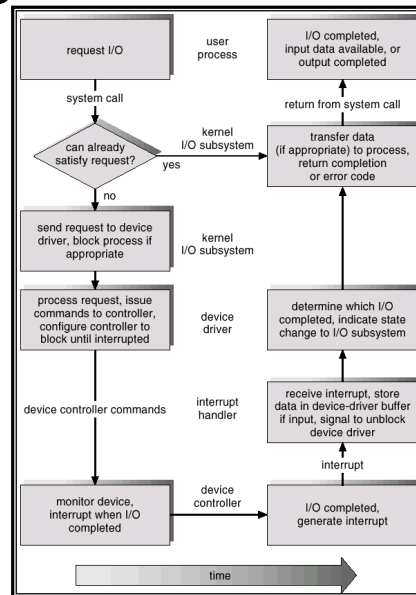 request I/O
user
process
I/O completed,
input data available, or
output completed
system call
return from system call
can already
satisfy request?
kernel
I/O subsystem
yes
transfer data
(if appropriate) to process,
return completion
or error code
no
send request to device
driver, block process if
appropriate
kernel
I/O subsystem
process request, issue
commands to controller,
configure controller to
block until interrupted
device
driver
determine which I/O
completed, indicate state
change to I/O subsystem
device controller commands
interrupt
handler
receive interrupt, store
data in device-driver buffer
if input, signal to unblock
device driver
interrupt
monitor device,
interrupt when I/O
completed
device
controller
I/O completed,
generate interrupt
time